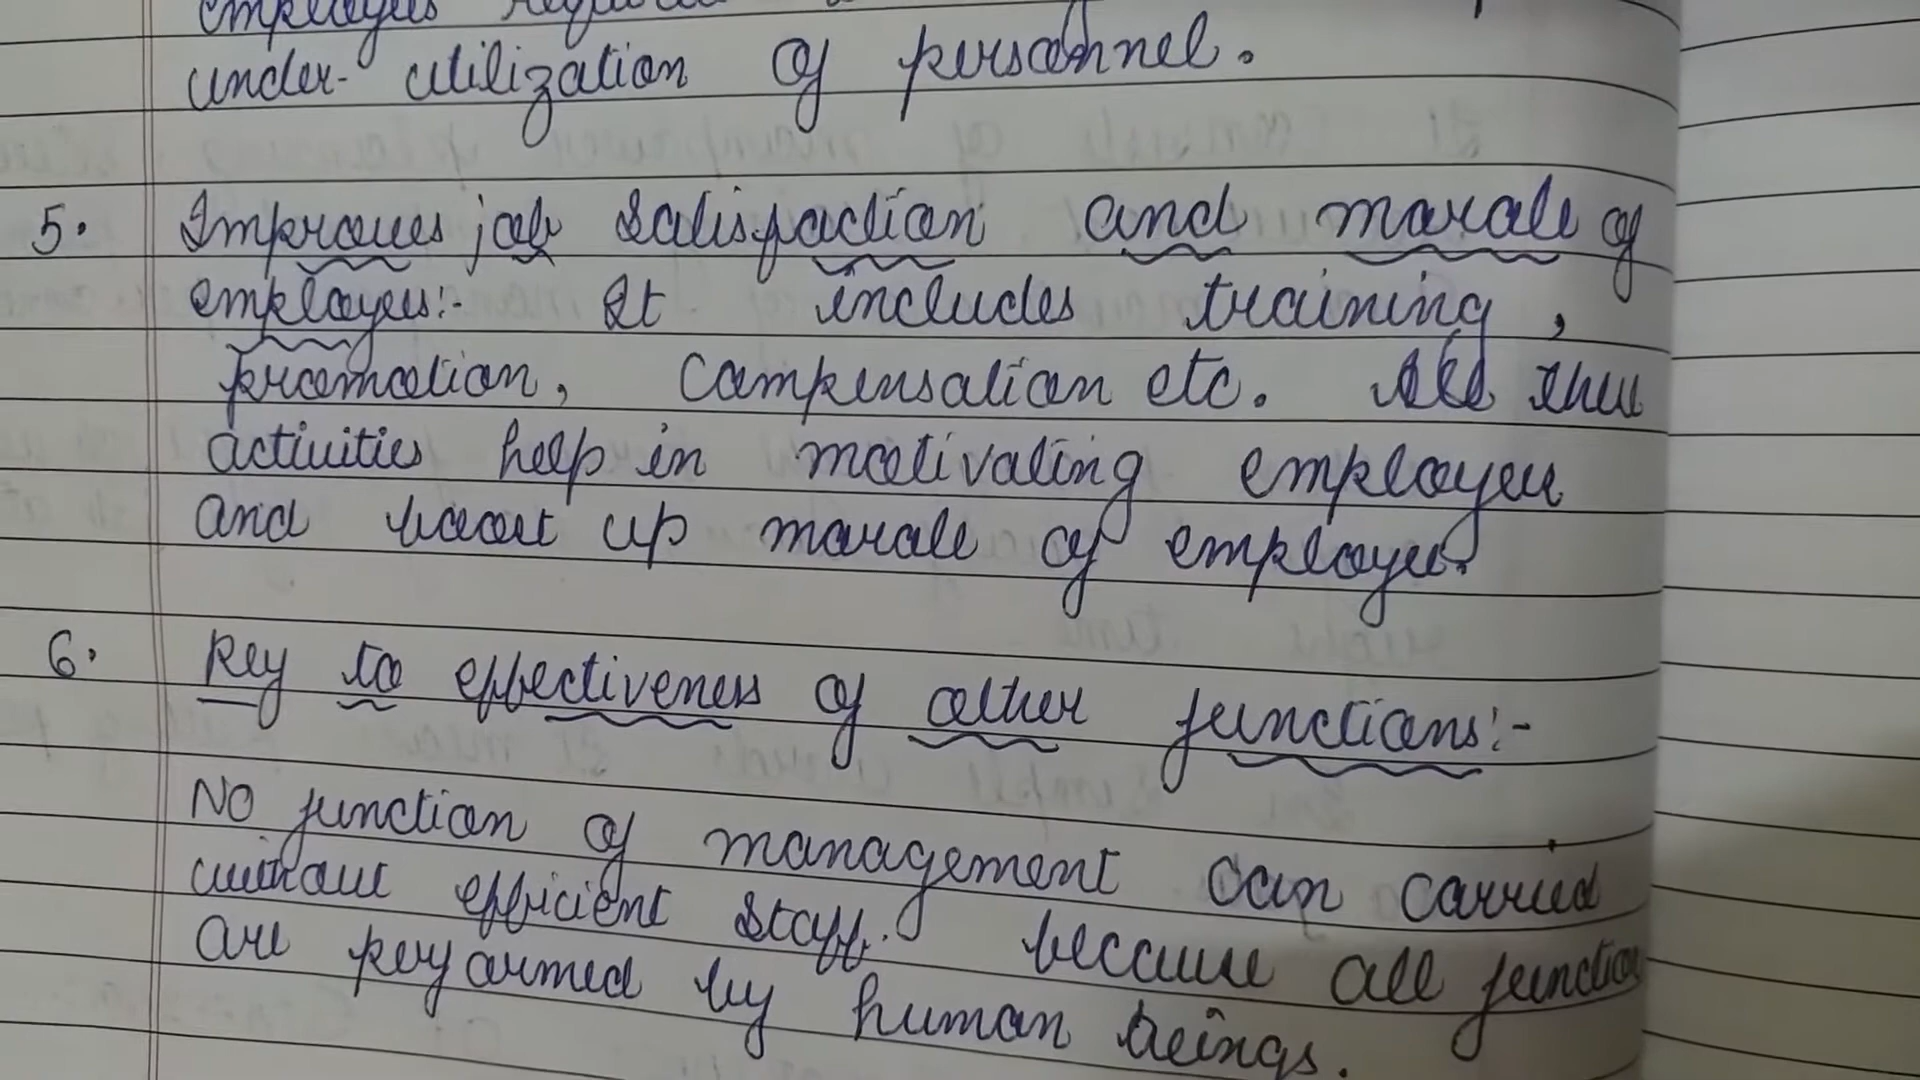 employees
under-utilization of personnel.
5. Improves job satisfaction and morale of
employees:- It includes training,
promotion, compensation etc. All these
activities help in motivating employees
and boost up morale of employees.
6. Key to effectiveness of other functions:-
No function of management can carried
without efficient staff. because all function
are performed by human beings.